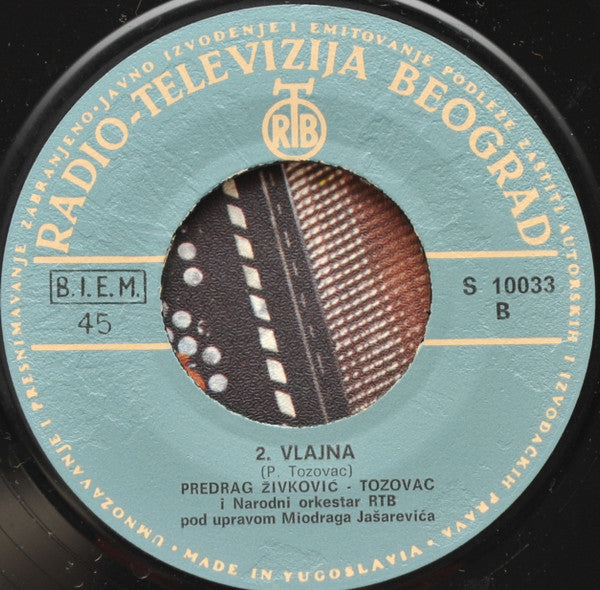 UMNOŽAVANJE I PRESNIMAVANJE ZABRANJENO • JAVNO IZVOĐENJE I EMITOVANJE PODLEŽE ZAŠTITI AUTORSKIH I IZVOĐAČKIH PRAVA •
RADIO-TELEVIZIJA BEOGRAD
RTB
B.I.E.M.
45
S 10033
B
2. VLAJNA
(P. Tozovac)
PREDRAG ŽIVKOVIĆ - TOZOVAC
i Narodni orkestar RTB
pod upravom Miodraga Jašarevića
MADE IN YUGOSLAVIA •